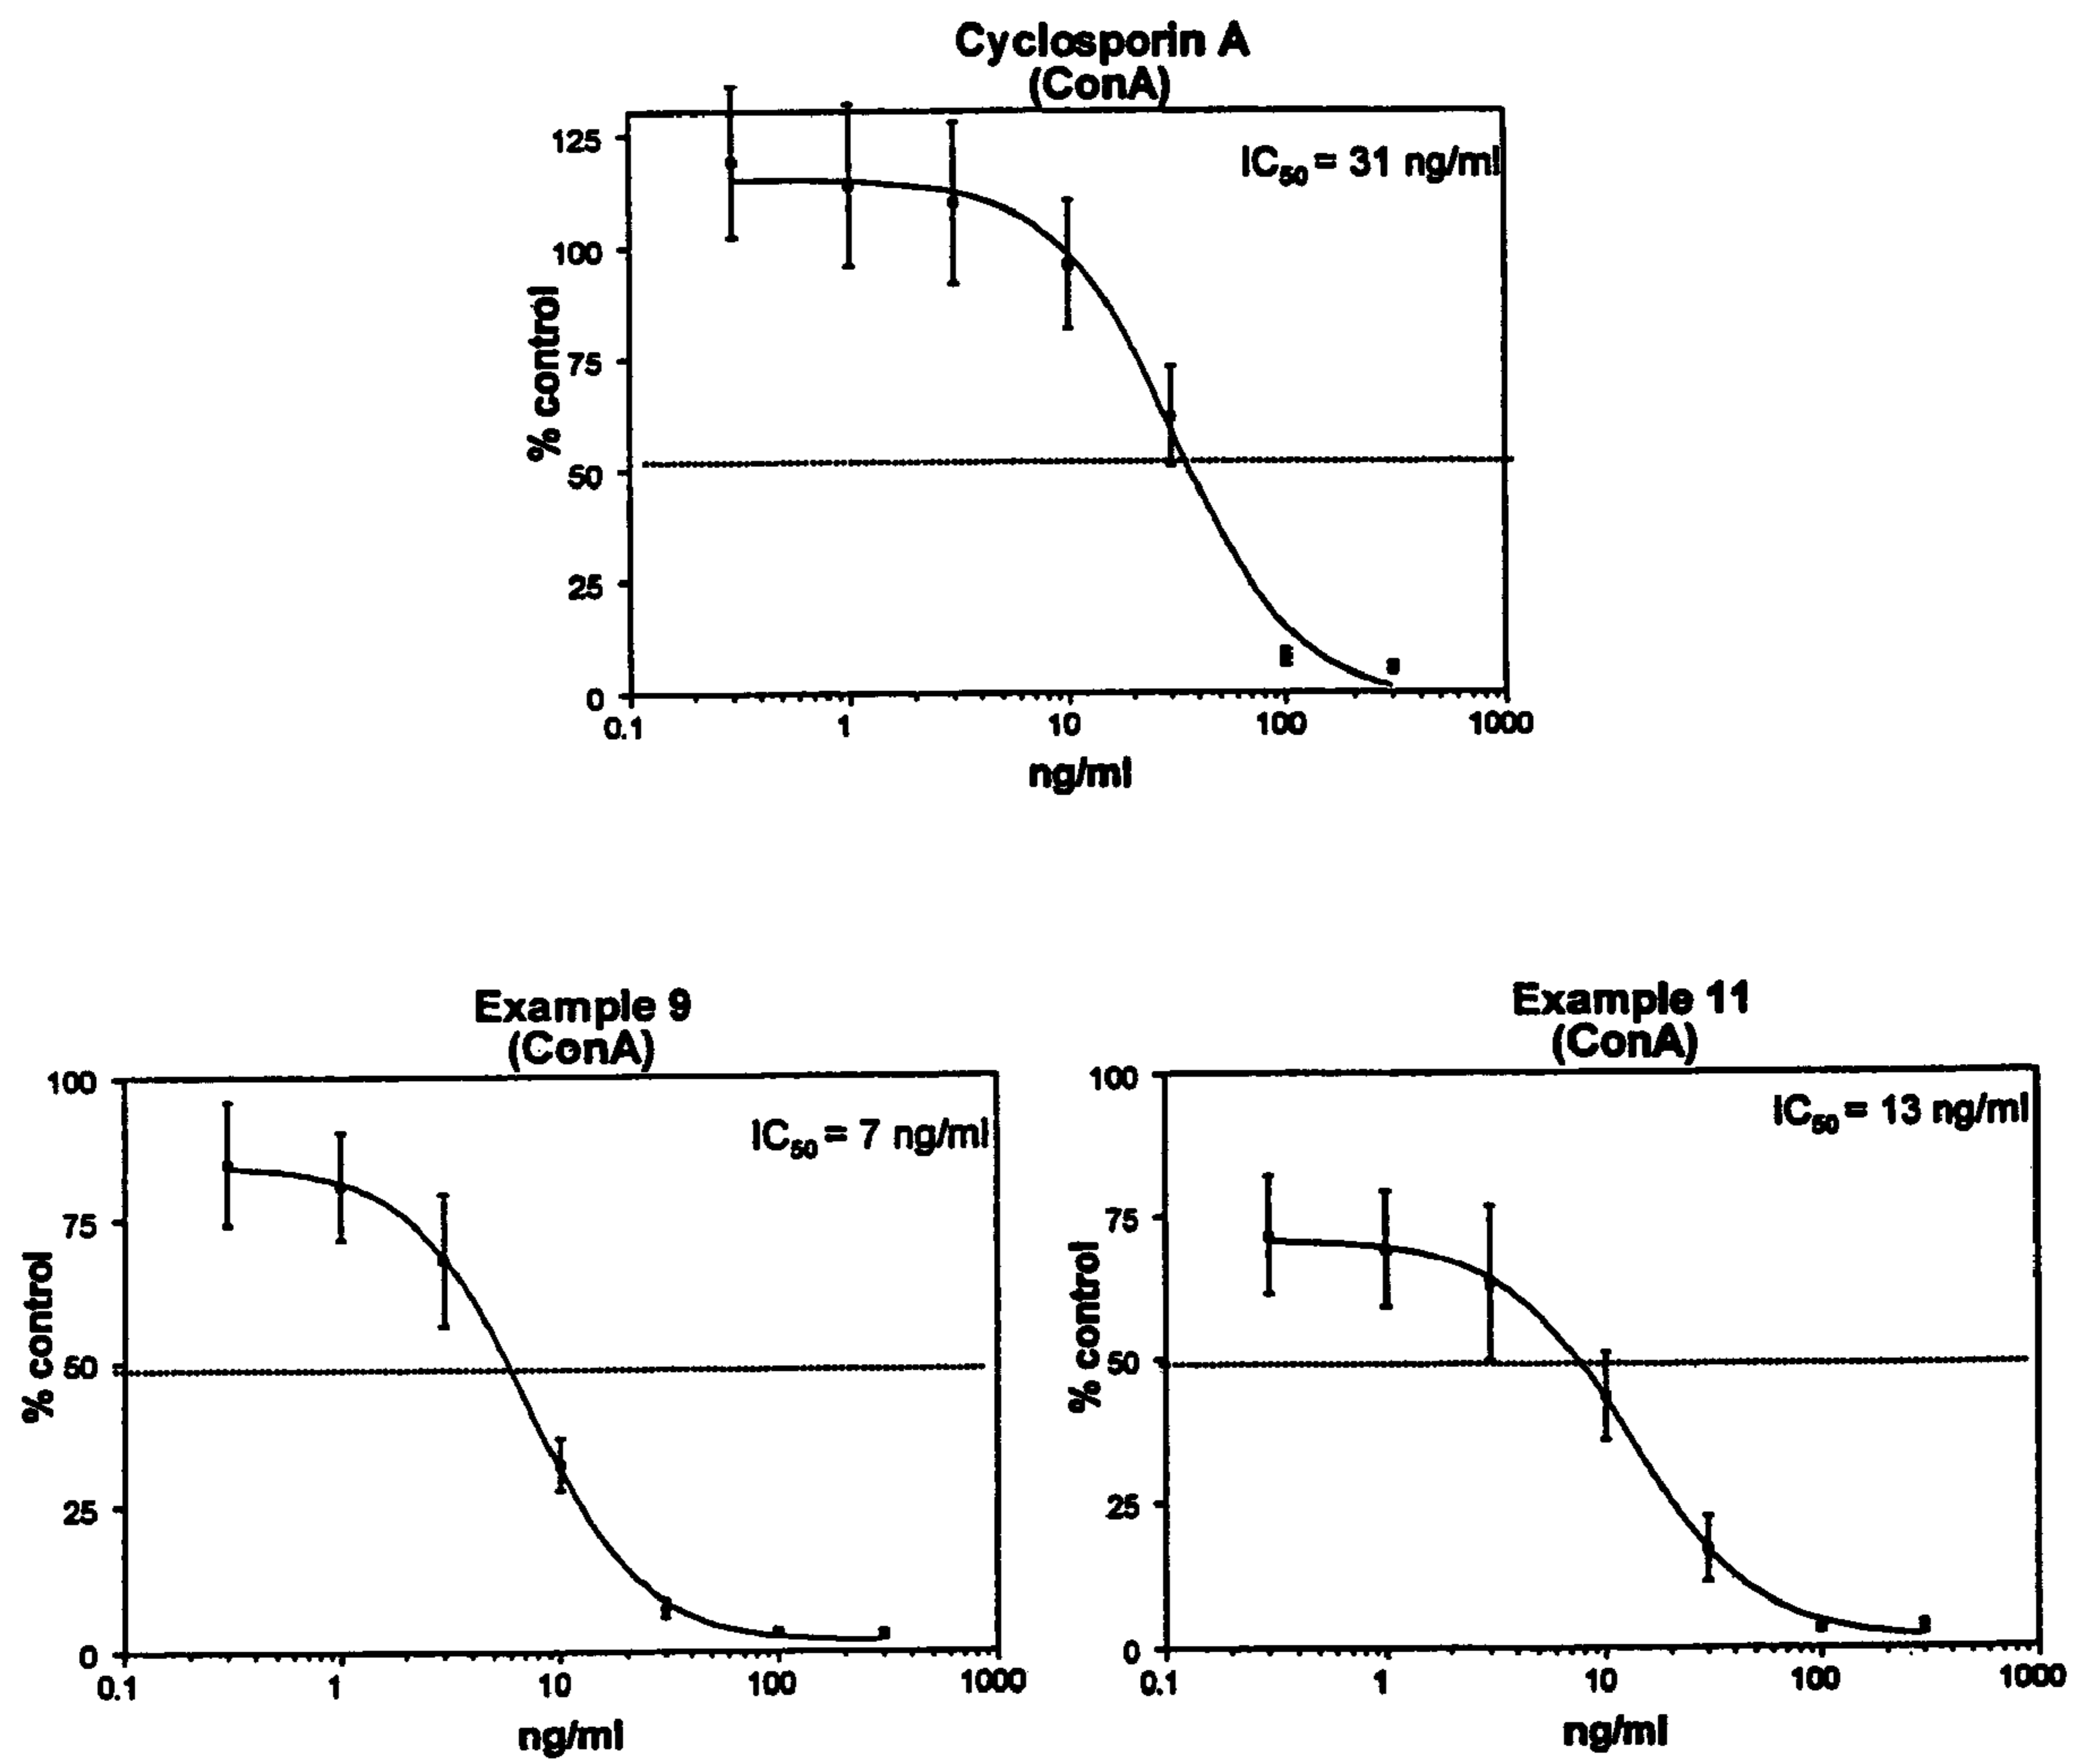 Cyclosporin A
(ConA)
IC50 = 31 ng/ml
% control
125
100
75
50
25
0
0.1
1
10
100
1000
ng/ml
Example 9
(ConA)
IC50 = 7 ng/ml
% control
100
75
50
25
0
0.1
1
10
100
1000
ng/ml
Example 11
(ConA)
IC50 = 13 ng/ml
% control
100
75
50
25
0
0.1
1
10
100
1000
ng/ml